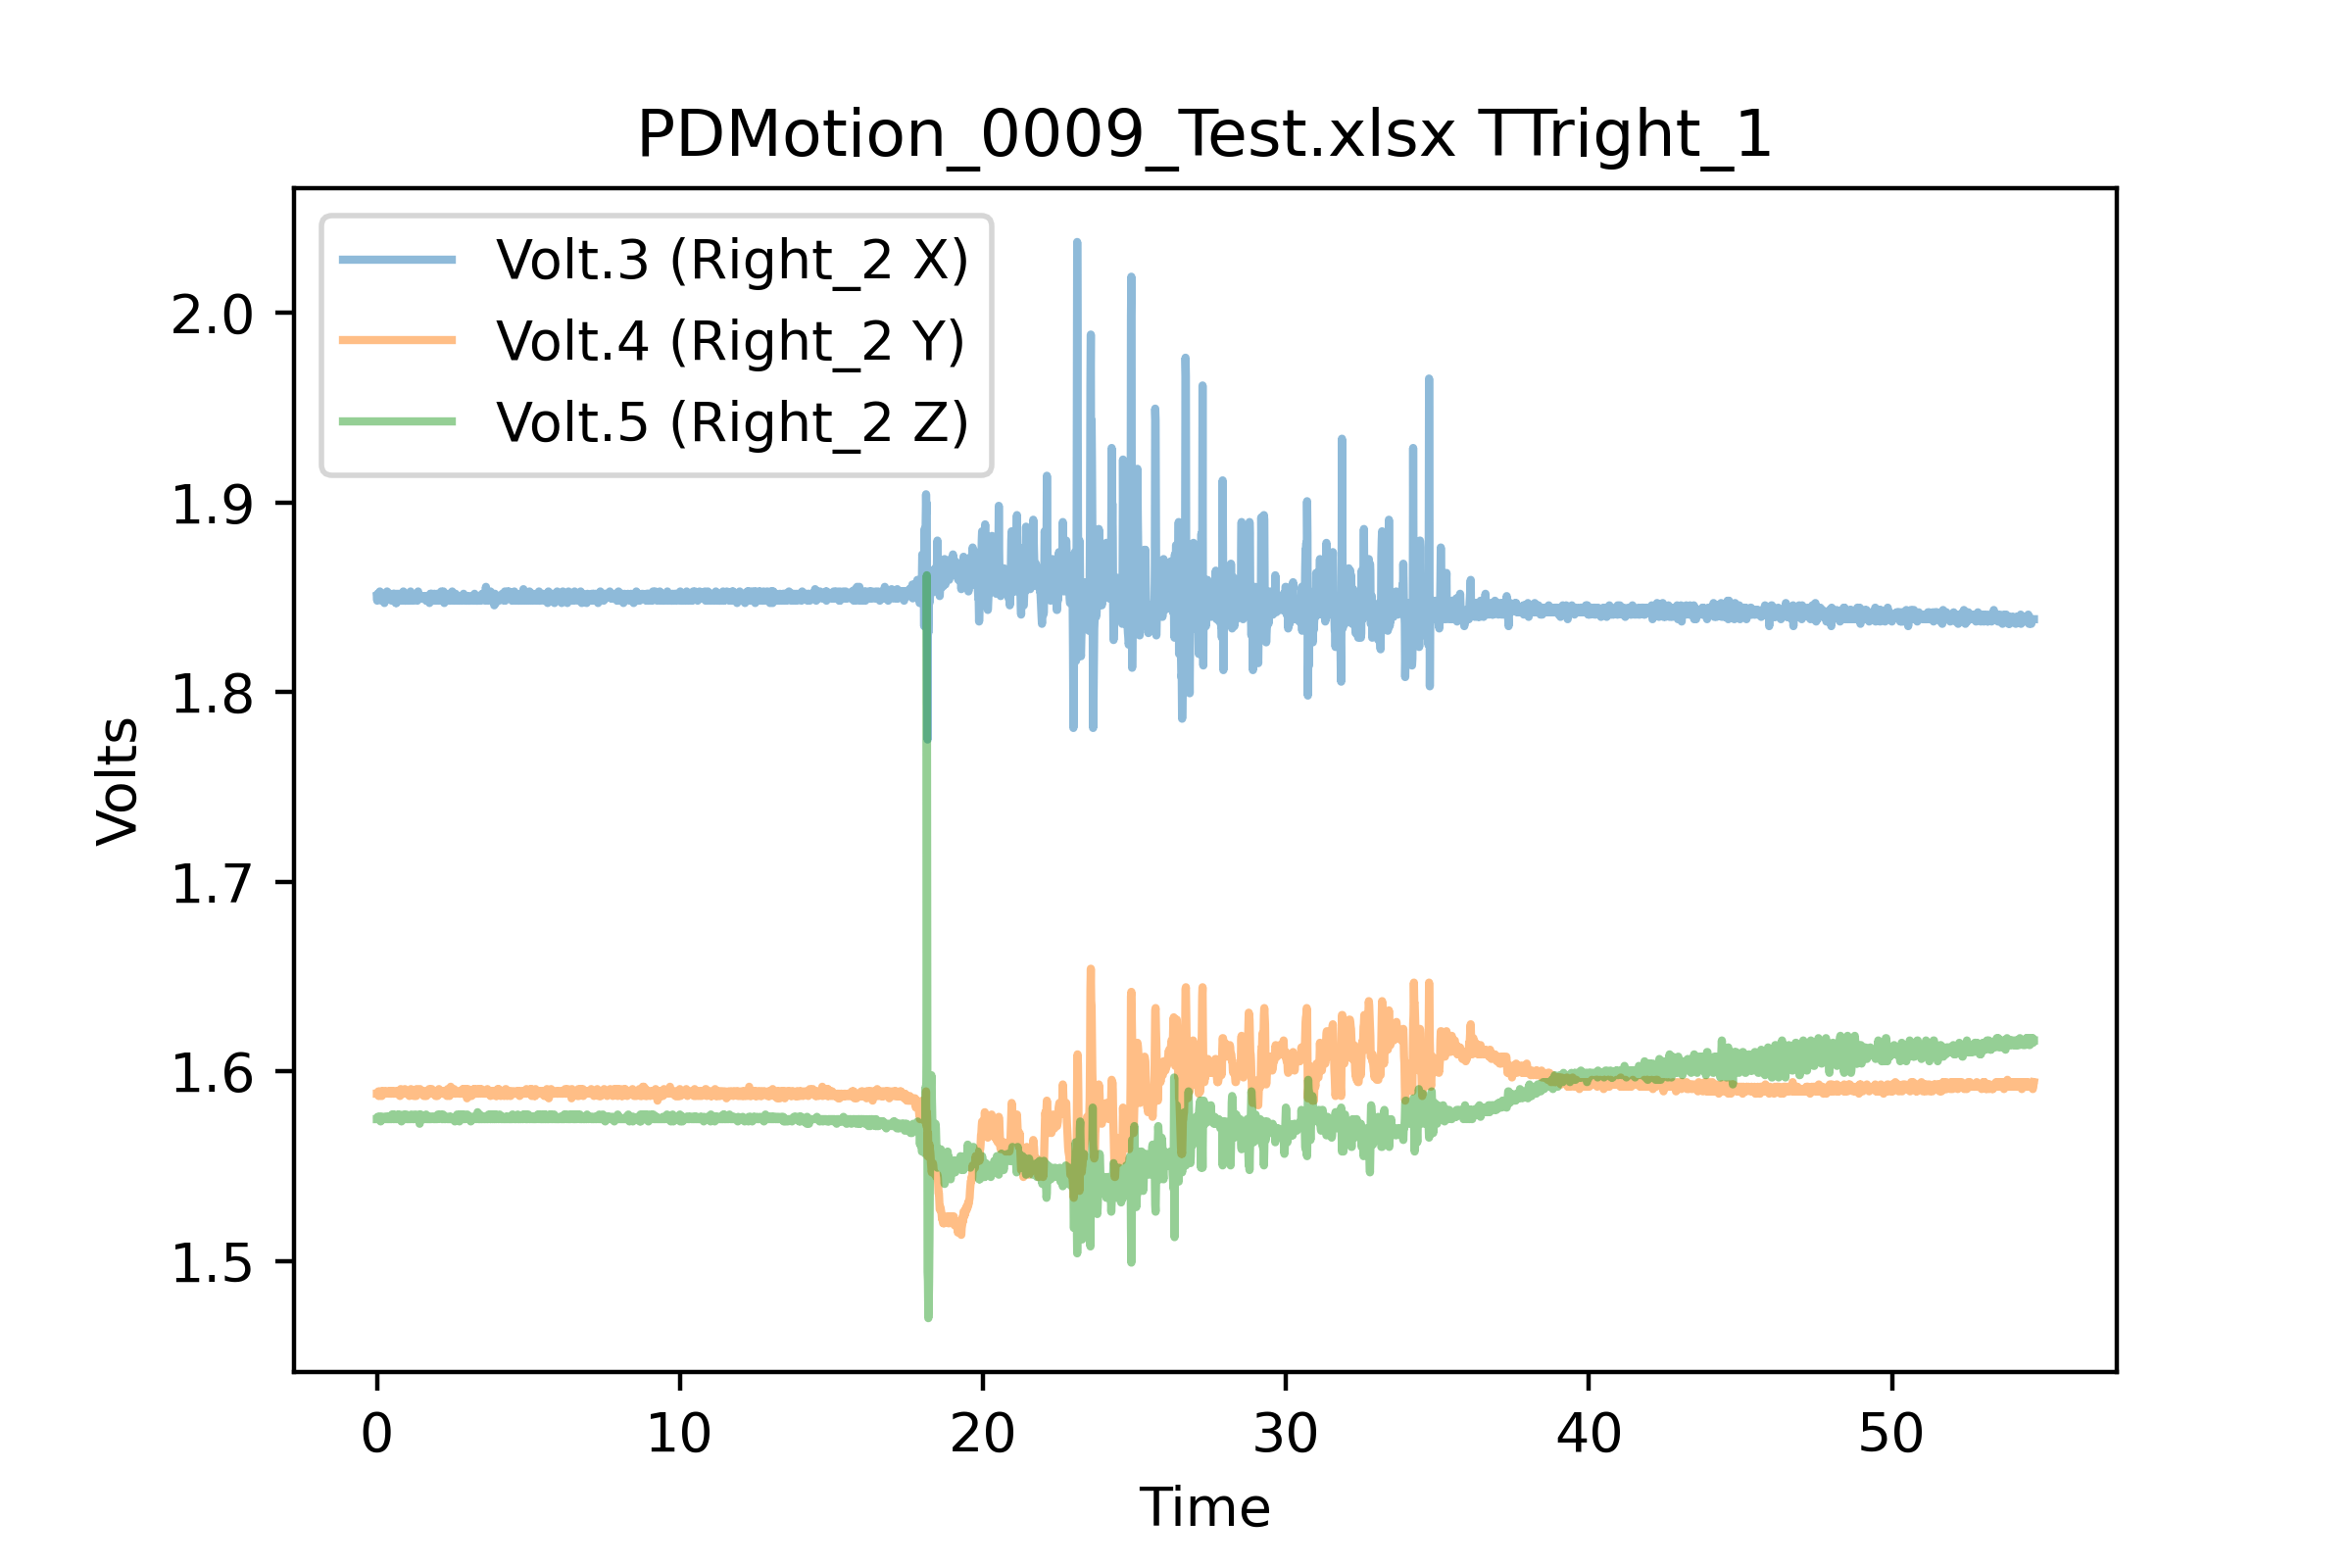 PDMotion_0009_Test.xlsx TTright_1
Volt.3 (Right_2 X)
Volt.4 (Right_2 Y)
Volt.5 (Right_2 Z)
2.0
1.9
1.8
1.7
1.6
1.5
Volts
0 10 20 30 40 50
Time